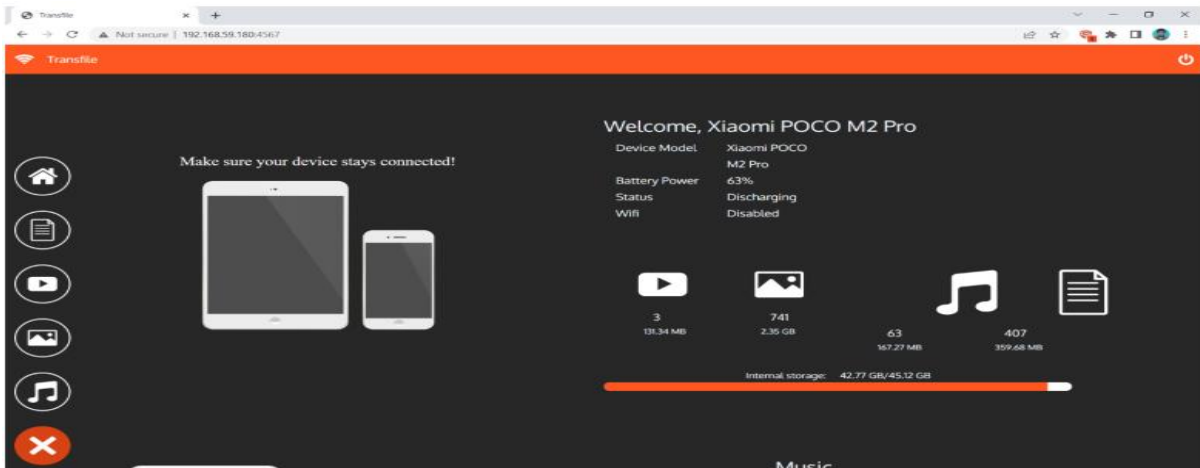 Transfile
Not secure | 192.168.59.180:4567
Transfile
Make sure your device stays connected!
Welcome, Xiaomi POCO M2 Pro
Device Model Xiaomi POCO
M2 Pro
Battery Power 63%
Status Discharging
Wifi Disabled
3 741 63 407
131.34 MB 2.35 GB 167.27 MB 359.68 MB
Internal storage: 42.77 GB/45.12 GB
Music